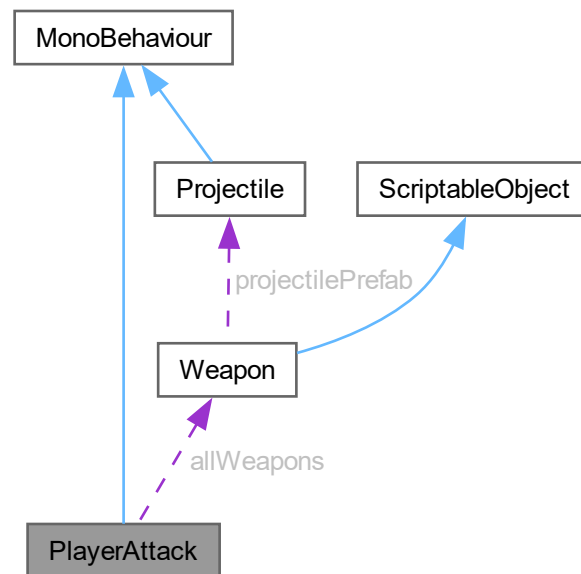 MonoBehaviour
Projectile
ScriptableObject
projectilePrefab
Weapon
allWeapons
PlayerAttack